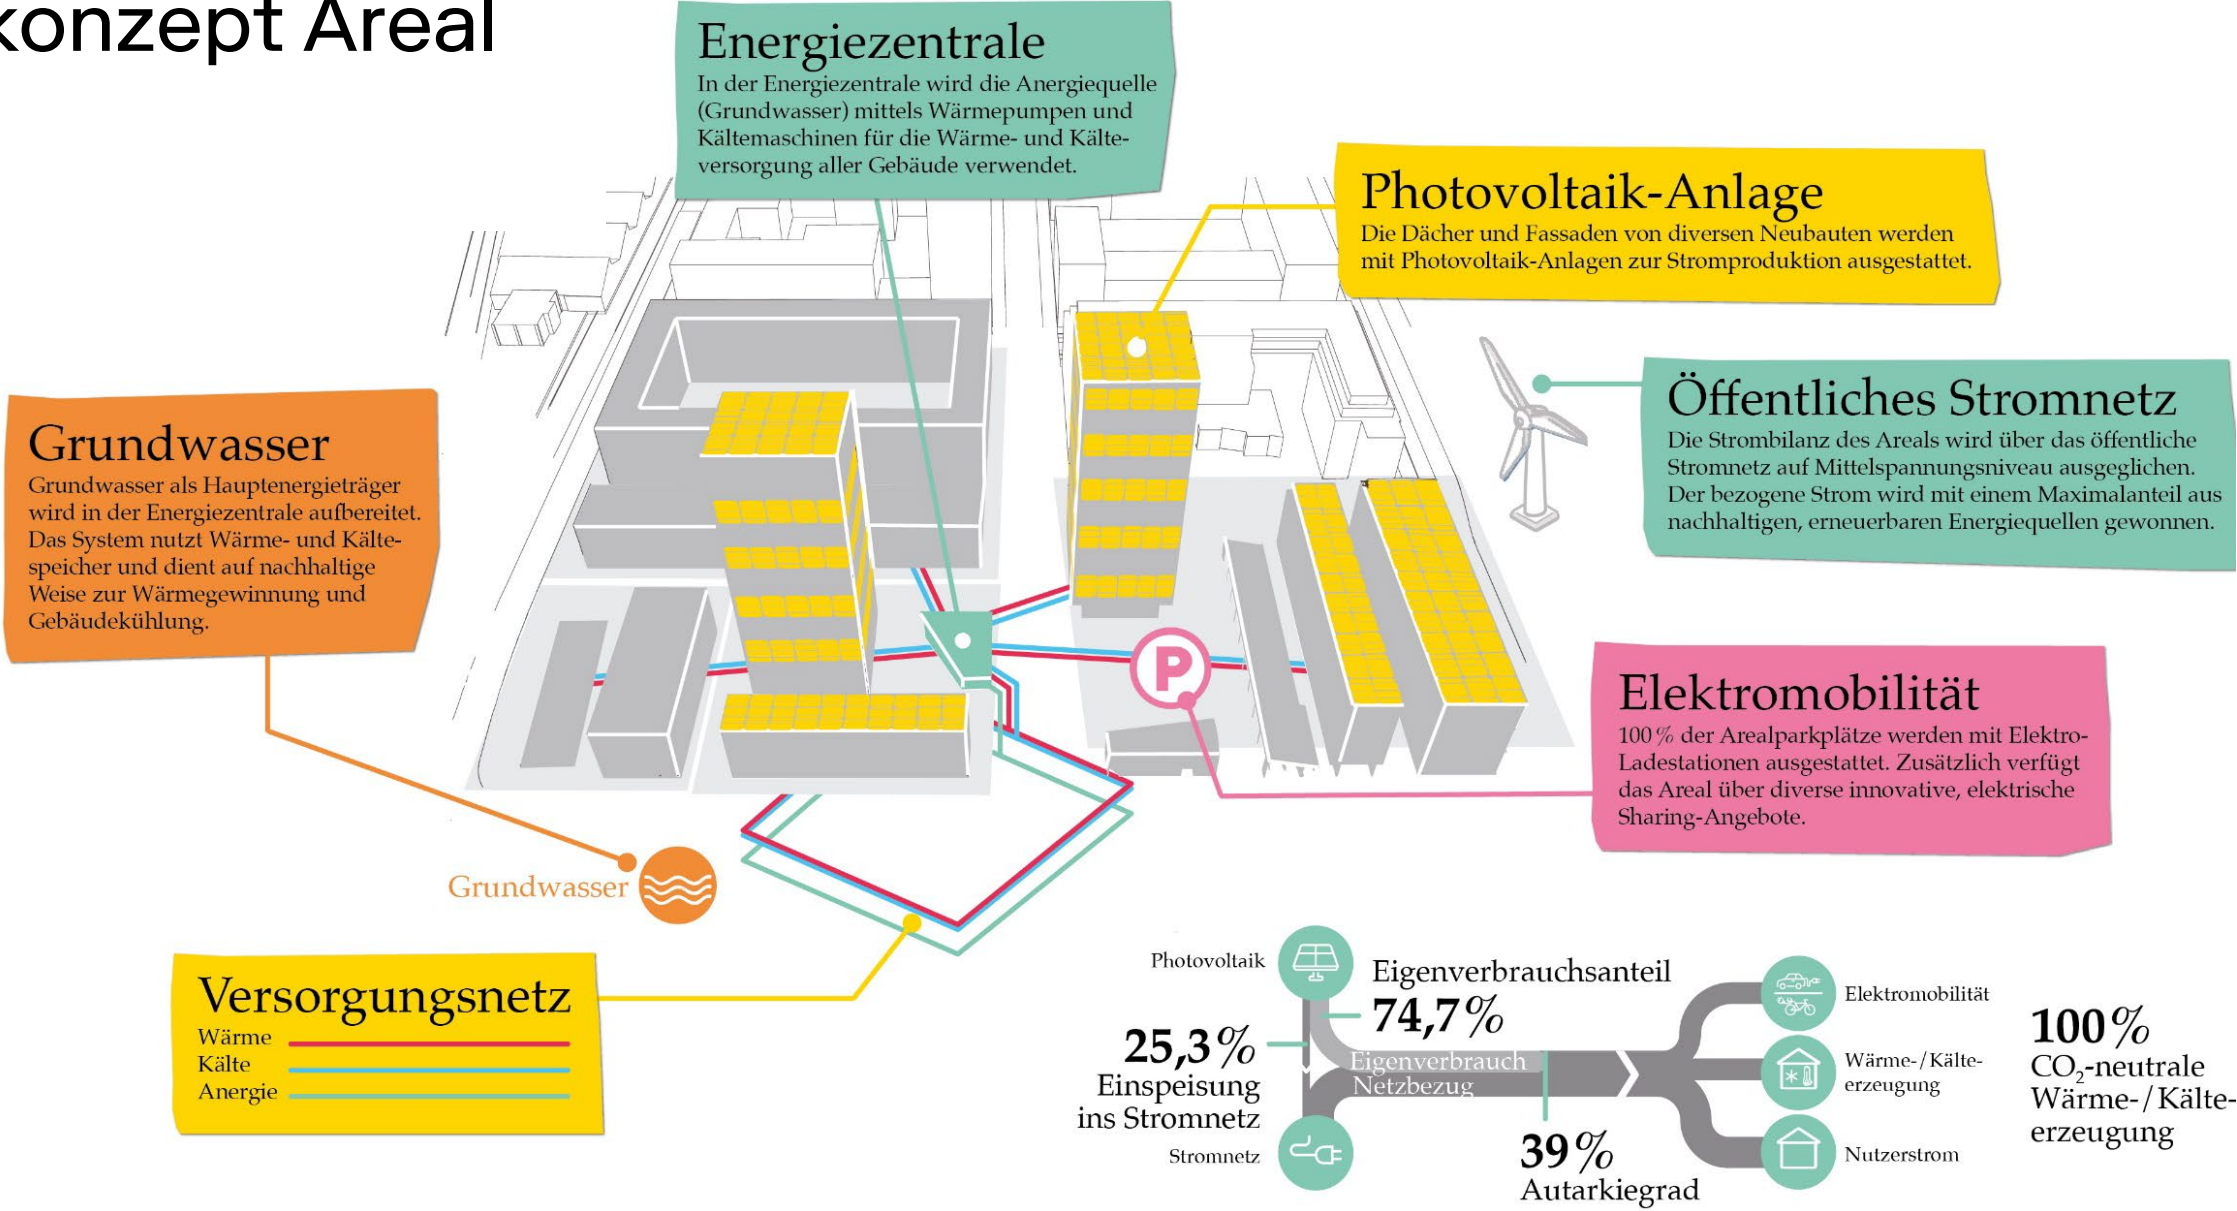 konzept Areal
Energiezentrale
In der Energiezentrale wird die Anergiequelle
(Grundwasser) mittels Wärmepumpen und
Kältemaschinen für die Wärme- und Kälte-
versorgung aller Gebäude verwendet.
Photovoltaik-Anlage
Die Dächer und Fassaden von diversen Neubauten werden
mit Photovoltaik-Anlagen zur Stromproduktion ausgestattet.
Öffentliches Stromnetz
Die Strombilanz des Areals wird über das öffentliche
Stromnetz auf Mittelspannungsniveau ausgeglichen.
Der bezogene Strom wird mit einem Maximalanteil aus
nachhaltigen, erneuerbaren Energiequellen gewonnen.
Grundwasser
Grundwasser als Hauptenergieträger
wird in der Energiezentrale aufbereitet.
Das System nutzt Wärme- und Kälte-
speicher und dient auf nachhaltige
Weise zur Wärmegewinnung und
Gebäudekühlung.
P
Elektromobilität
100 % der Arealparkplätze werden mit Elektro-
Ladestationen ausgestattet. Zusätzlich verfügt
das Areal über diverse innovative, elektrische
Sharing-Angebote.
Grundwasser
Versorgungsnetz
Wärme
Kälte
Anergie
Photovoltaik
Eigenverbrauchsanteil
74,7%
25,3%
Einspeisung
ins Stromnetz
Stromnetz
Eigenverbrauch
Netzbezug
39%
Autarkiegrad
Elektromobilität
Wärme-/Kälte-
erzeugung
Nutzerstrom
100%
CO₂-neutrale
Wärme-/Kälte-
erzeugung